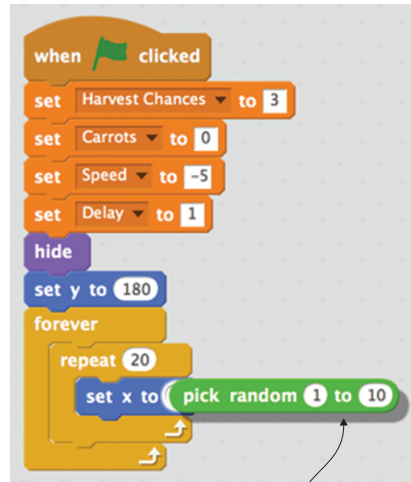 when clicked
set Harvest Chances to 3
set Carrots to 0
set Speed to -5
set Delay to 1
hide
set y to 180
forever
repeat 20
set x to pick random 1 to 10